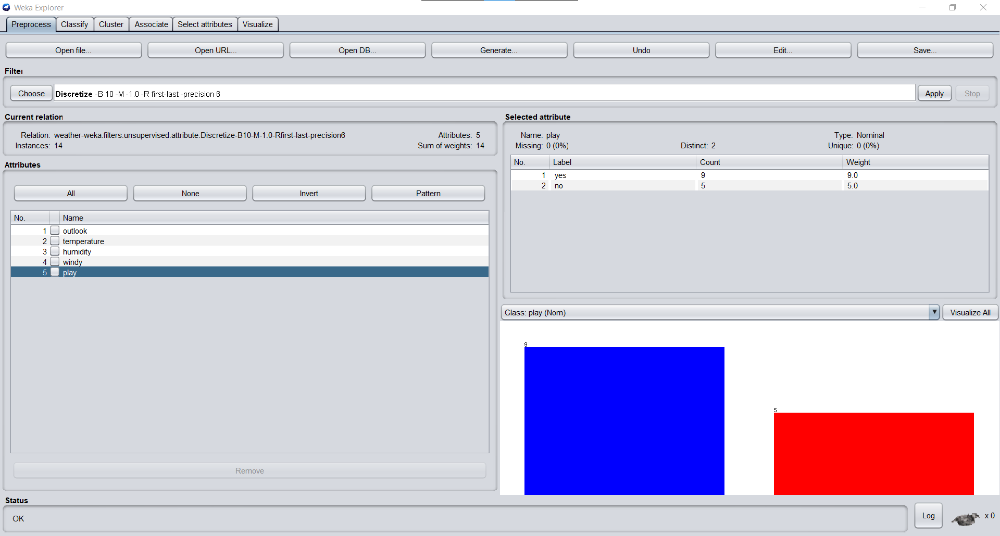 Weka Explorer
Preprocess Classify Cluster Associate Select attributes Visualize
Open file... Open URL... Open DB... Generate... Undo Edit... Save...
Filter
Choose Discretize -B 10 -M -1.0 -R first-last -precision 6 Apply Stop
Current relation
Relation: weather-weka.filters.unsupervised.attribute.Discretize-B10-M-1.0-Rfirst-last-precision6 Attributes: 5
Instances: 14 Sum of weights: 14
Attributes
All None Invert Pattern
No. Name
1 outlook
2 temperature
3 humidity
4 windy
5 play
Remove
Selected attribute
Name: play Type: Nominal
Missing: 0 (0%) Distinct: 2 Unique: 0 (0%)
No. Label Count Weight
1 yes 9 9.0
2 no 5 5.0
Class: play (Nom) Visualize All
9
5
Status
OK
Log x 0